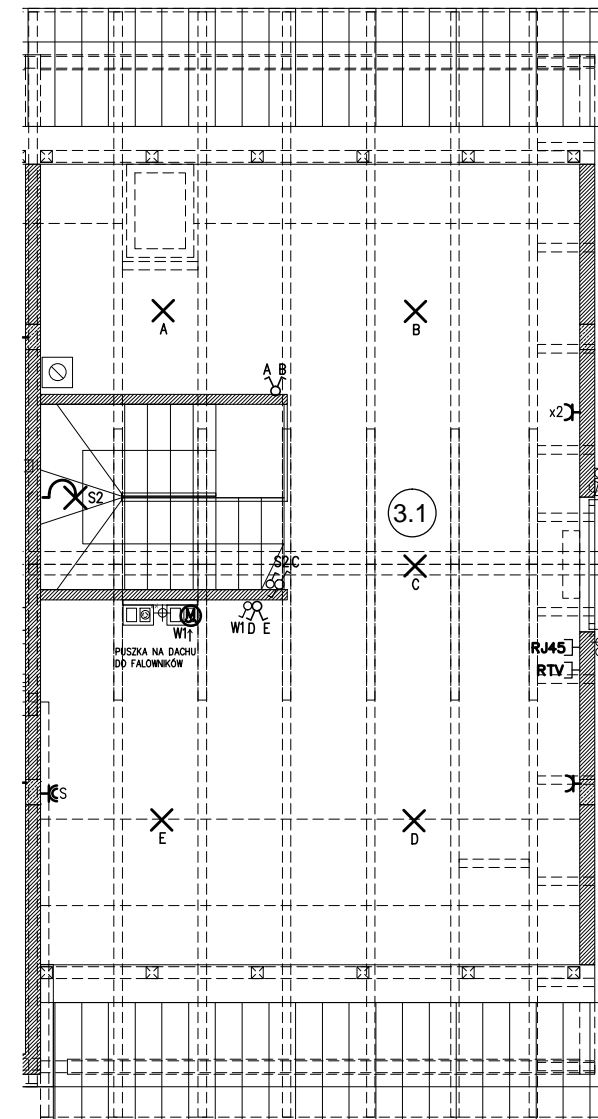 A
B
A B
x2
S2
3.1
S2 C
C
W1 D E
M
W1↑
PUSZKA NA DACHU
DO FALOWNIKÓW
RJ45
RTV
S
E
D